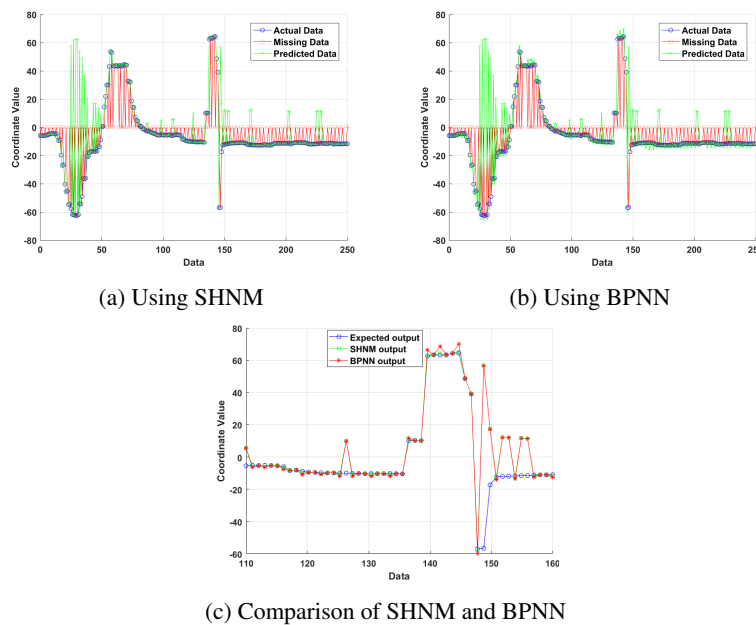 80
60
40
20
0
-20
-40
-60
-80
0
50
100
150
200
250
Coordinate Value
Data
Actual Data
Missing Data
Predicted Data
(a) Using SHNM
80
60
40
20
0
-20
-40
-60
-80
0
50
100
150
200
250
Coordinate Value
Data
Actual Data
Missing Data
Predicted Data
(b) Using BPNN
80
60
40
20
0
-20
-40
-60
110
120
130
140
150
160
Coordinate Value
Data
Expected output
SHNM output
BPNN output
(c) Comparison of SHNM and BPNN